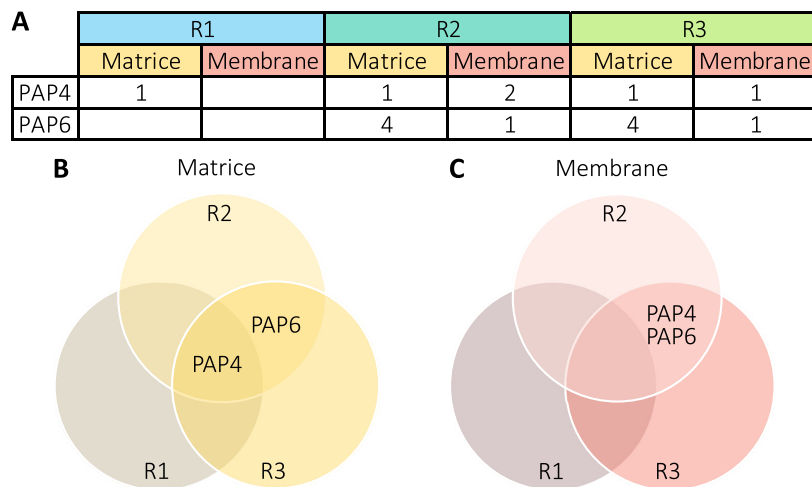 A
R1 R2 R3
Matrice Membrane Matrice Membrane Matrice Membrane
PAP4 1 1 2 1 1
PAP6 4 1 4 1
B Matrice
R2
PAP6
PAP4
R1 R3
C Membrane
R2
PAP4
PAP6
R1 R3